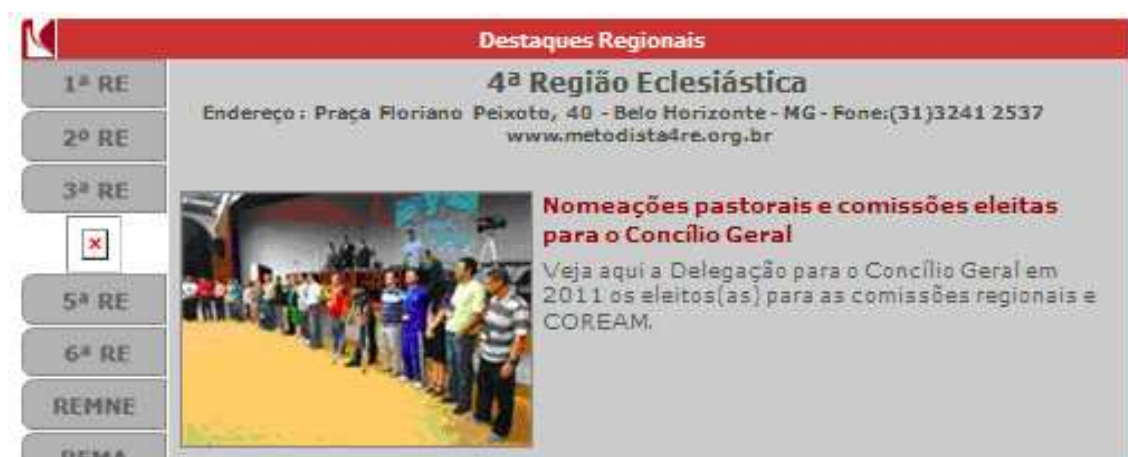 Destaques Regionais
1ª RE
2º RE
3ª RE
5ª RE
6ª RE
REMNE
REMA
4ª Região Eclesiástica
Endereço: Praça Floriano Peixoto, 40 - Belo Horizonte - MG - Fone:(31)3241 2537
www.metodista4re.org.br
Nomeações pastorais e comissões eleitas
para o Concílio Geral
Veja aqui a Delegação para o Concílio Geral em
2011 os eleitos(as) para as comissões regionais e
COREAM.